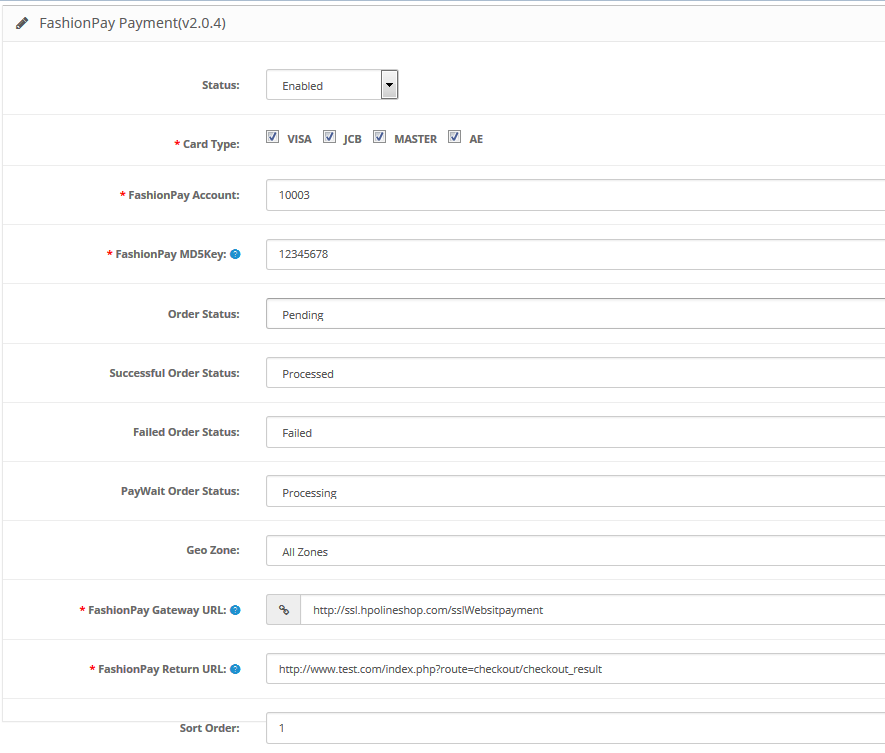 FashionPay Payment(v2.0.4)
Status: Enabled
* Card Type: VISA JCB MASTER AE
* FashionPay Account: 10003
* FashionPay MD5Key: ? 12345678
Order Status: Pending
Successful Order Status: Processed
Failed Order Status: Failed
PayWait Order Status: Processing
Geo Zone: All Zones
* FashionPay Gateway URL: ? http://ssl.hpolineshop.com/sslWebsitpayment
* FashionPay Return URL: ? http://www.test.com/index.php?route=checkout/checkout_result
Sort Order: 1